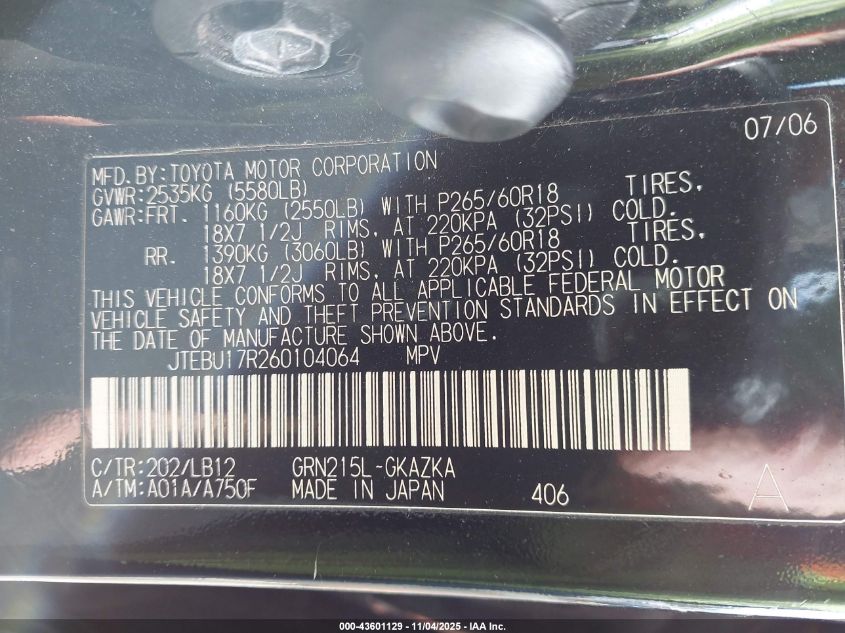 07/06
MFD.BY:TOYOTA MOTOR CORPORATION
GVWR:2535KG (5580LB)
GAWR:FRT. 1160KG (2550LB) WITH P265/60R18 TIRES,
18X7 1/2J RIMS, AT 220KPA (32PSI) COLD.
RR. 1390KG (3060LB) WITH P265/60R18 TIRES,
18X7 1/2J RIMS, AT 220KPA (32PSI) COLD.
THIS VEHICLE CONFORMS TO ALL APPLICABLE FEDERAL MOTOR
VEHICLE SAFETY AND THEFT PREVENTION STANDARDS IN EFFECT ON
THE DATE OF MANUFACTURE SHOWN ABOVE.
JTEBU17R260104064 MPV
C/TR:202/LB12 GRN215L-GKAZKA
A/TM:A01A/A750F MADE IN JAPAN 406 A
000-43601129 - 11/04/2025 - IAA Inc.